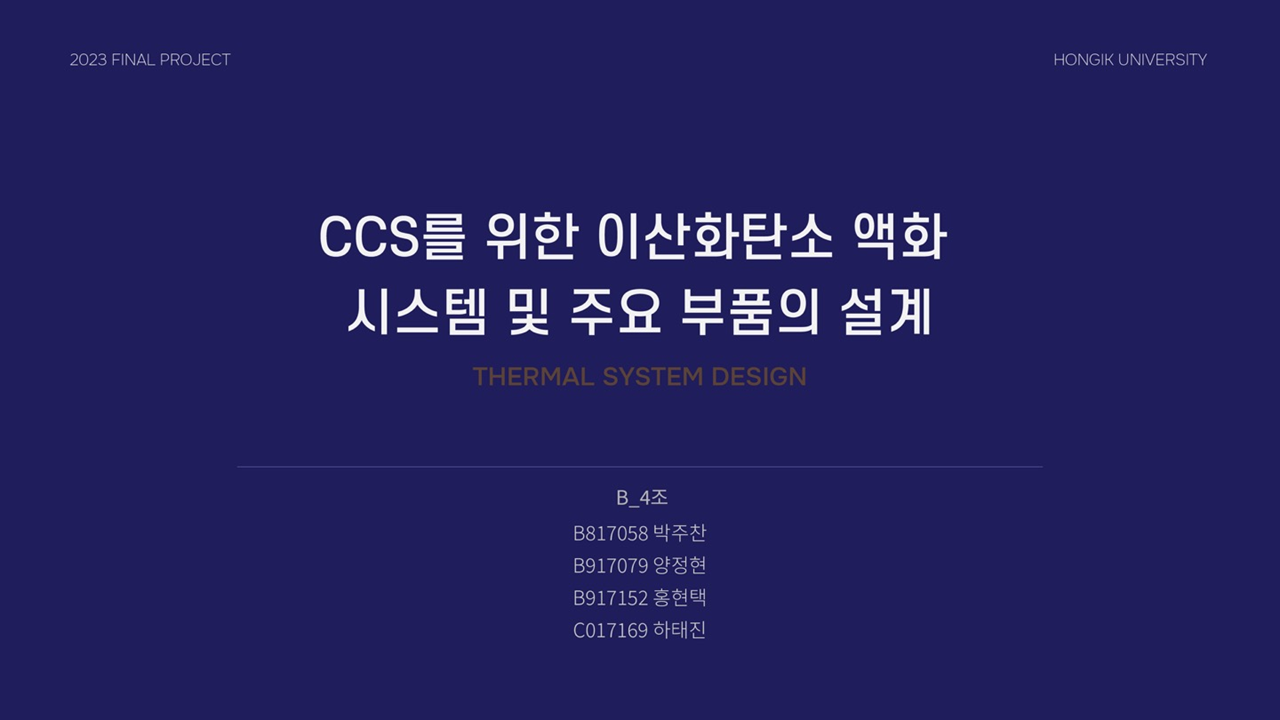 2023 FINAL PROJECT
HONGIK UNIVERSITY
CCS를 위한 이산화탄소 액화
시스템 및 주요 부품의 설계
THERMAL SYSTEM DESIGN
B_4조
B817058 박주찬
B917079 양정현
B917152 홍현택
C017169 하태진